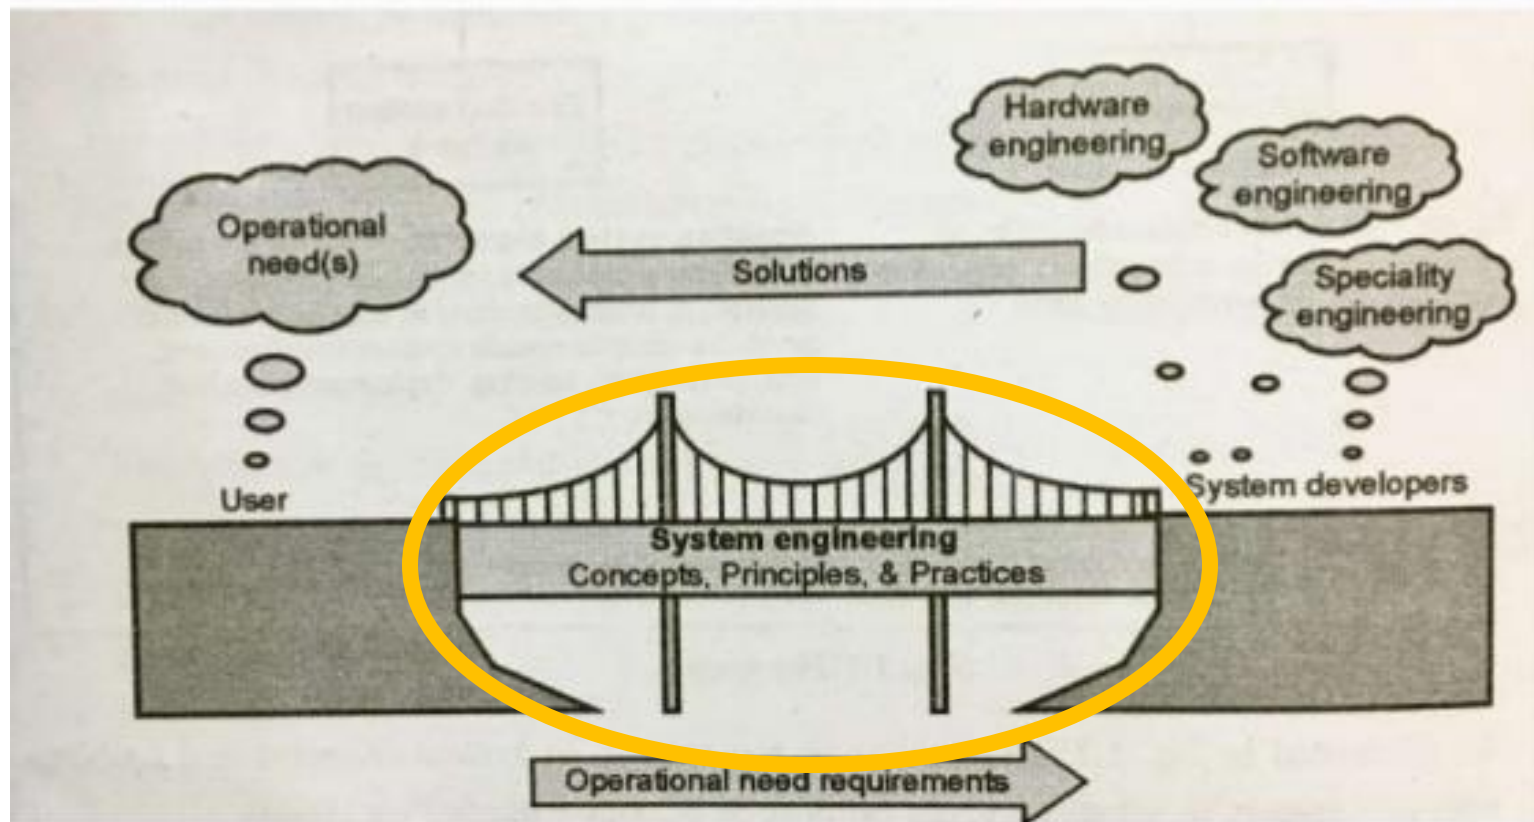 Hardware
engineering
Software
engineering
Operational
need(s)
Solutions
Speciality
engineering
User
System developers
System engineering
Concepts, Principles, & Practices
Operational need requirements